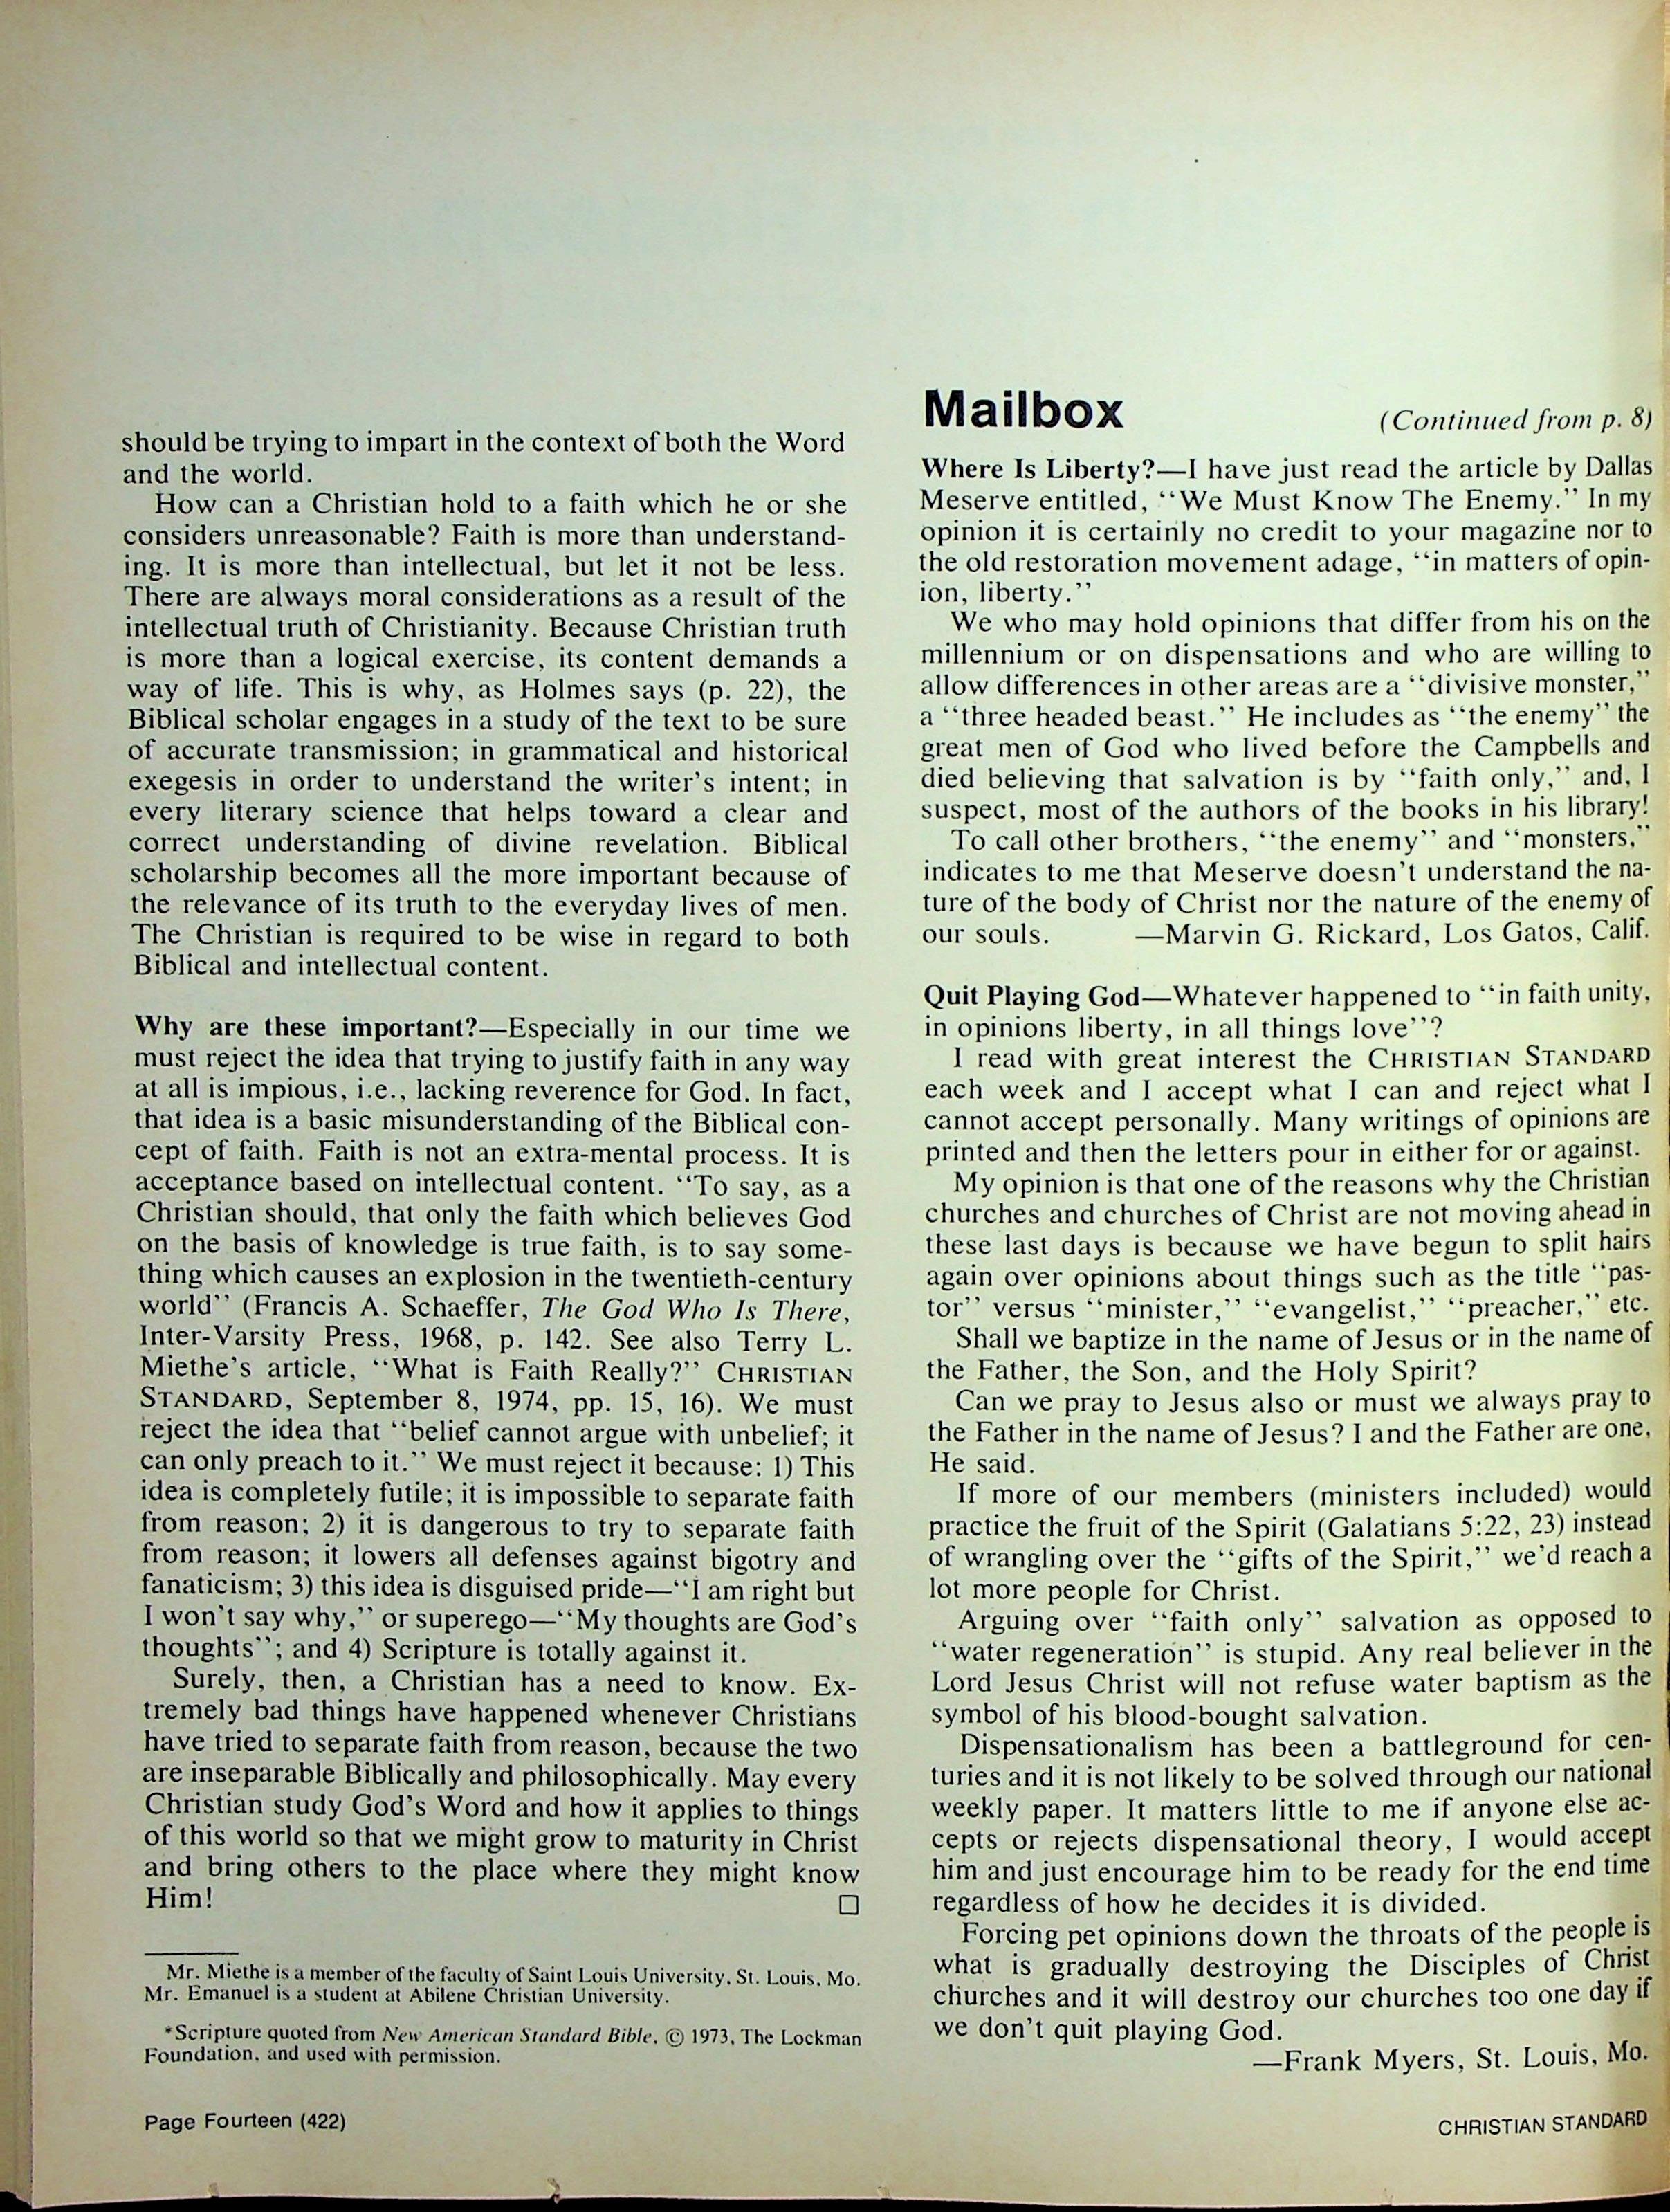 should be trying to impart in the context of both the Word
and the world.
How can a Christian hold to a faith which he or she
considers unreasonable? Faith is more than understand-
ing. It is more than intellectual, but let it not be less.
There are always moral considerations as a result of the
intellectual truth of Christianity. Because Christian truth
is more than a logical exercise, its content demands a
way of life. This is why, as Holmes says (p. 22), the
Biblical scholar engages in a study of the text to be sure
of accurate transmission; in grammatical and historical
exegesis in order to understand the writer's intent; in
every literary science that helps toward a clear and
correct understanding of divine revelation. Biblical
scholarship becomes all the more important because of
the relevance of its truth to the everyday lives of men.
The Christian is required to be wise in regard to both
Biblical and intellectual content.
Why are these important?—Especially in our time we
must reject the idea that trying to justify faith in any way
at all is impious, i.e., lacking reverence for God. In fact,
that idea is a basic misunderstanding of the Biblical con-
cept of faith. Faith is not an extra-mental process. It is
acceptance based on intellectual content. "To say, as a
Christian should, that only the faith which believes God
on the basis of knowledge is true faith, is to say some-
thing which causes an explosion in the twentieth-century
world" (Francis A. Schaeffer, The God Who Is There,
Inter-Varsity Press, 1968, p. 142. See also Terry L.
Miethe's article, "What is Faith Really?" CHRISTIAN
STANDARD, September 8, 1974, pp. 15, 16). We must
reject the idea that "belief cannot argue with unbelief; it
can only preach to it." We must reject it because: 1) This
idea is completely futile; it is impossible to separate faith
from reason; 2) it is dangerous to try to separate faith
from reason; it lowers all defenses against bigotry and
fanaticism; 3) this idea is disguised pride—"I am right but
I won't say why," or superego—"My thoughts are God's
thoughts"; and 4) Scripture is totally against it.
Surely, then, a Christian has a need to know. Ex-
tremely bad things have happened whenever Christians
have tried to separate faith from reason, because the two
are inseparable Biblically and philosophically. May every
Christian study God's Word and how it applies to things
of this world so that we might grow to maturity in Christ
and bring others to the place where they might know
Him! □
Mr. Miethe is a member of the faculty of Saint Louis University, St. Louis, Mo.
Mr. Emanuel is a student at Abilene Christian University.
*Scripture quoted from New American Standard Bible, © 1973, The Lockman
Foundation, and used with permission.
Page Fourteen (422)
Mailbox (Continued from p. 8)
Where Is Liberty?—I have just read the article by Dallas
Meserve entitled, "We Must Know The Enemy." In my
opinion it is certainly no credit to your magazine nor to
the old restoration movement adage, "in matters of opin-
ion, liberty."
We who may hold opinions that differ from his on the
millennium or on dispensations and who are willing to
allow differences in other areas are a "divisive monster,"
a "three headed beast." He includes as "the enemy" the
great men of God who lived before the Campbells and
died believing that salvation is by "faith only," and, I
suspect, most of the authors of the books in his library!
To call other brothers, "the enemy" and "monsters,"
indicates to me that Meserve doesn't understand the na-
ture of the body of Christ nor the nature of the enemy of
our souls. —Marvin G. Rickard, Los Gatos, Calif.
Quit Playing God—Whatever happened to "in faith unity,
in opinions liberty, in all things love"?
I read with great interest the CHRISTIAN STANDARD
each week and I accept what I can and reject what I
cannot accept personally. Many writings of opinions are
printed and then the letters pour in either for or against.
My opinion is that one of the reasons why the Christian
churches and churches of Christ are not moving ahead in
these last days is because we have begun to split hairs
again over opinions about things such as the title "pas-
tor" versus "minister," "evangelist," "preacher," etc.
Shall we baptize in the name of Jesus or in the name of
the Father, the Son, and the Holy Spirit?
Can we pray to Jesus also or must we always pray to
the Father in the name of Jesus? I and the Father are one,
He said.
If more of our members (ministers included) would
practice the fruit of the Spirit (Galatians 5:22, 23) instead
of wrangling over the "gifts of the Spirit," we'd reach a
lot more people for Christ.
Arguing over "faith only" salvation as opposed to
"water regeneration" is stupid. Any real believer in the
Lord Jesus Christ will not refuse water baptism as the
symbol of his blood-bought salvation.
Dispensationalism has been a battleground for cen-
turies and it is not likely to be solved through our national
weekly paper. It matters little to me if anyone else ac-
cepts or rejects dispensational theory, I would accept
him and just encourage him to be ready for the end time
regardless of how he decides it is divided.
Forcing pet opinions down the throats of the people is
what is gradually destroying the Disciples of Christ
churches and it will destroy our churches too one day if
we don't quit playing God.
—Frank Myers, St. Louis, Mo.
CHRISTIAN STANDARD